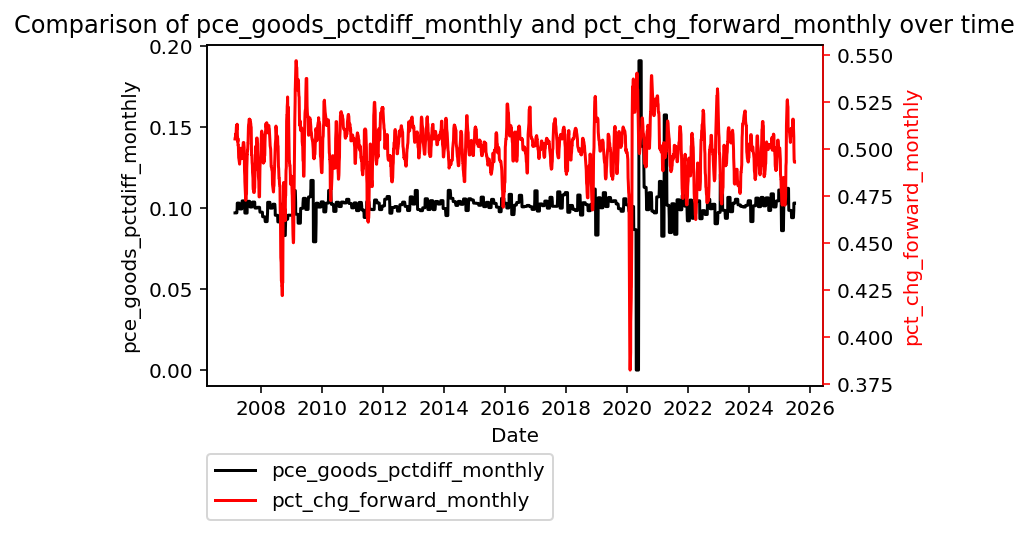 Comparison of pce_goods_pctdiff_monthly and pct_chg_forward_monthly over time
pce_goods_pctdiff_monthly
0.20
0.15
0.10
0.05
0.00
0.550
0.525
0.500
0.475
0.450
0.425
0.400
0.375
pct_chg_forward_monthly
2008 2010 2012 2014 2016 2018 2020 2022 2024 2026
Date
pce_goods_pctdiff_monthly
pct_chg_forward_monthly